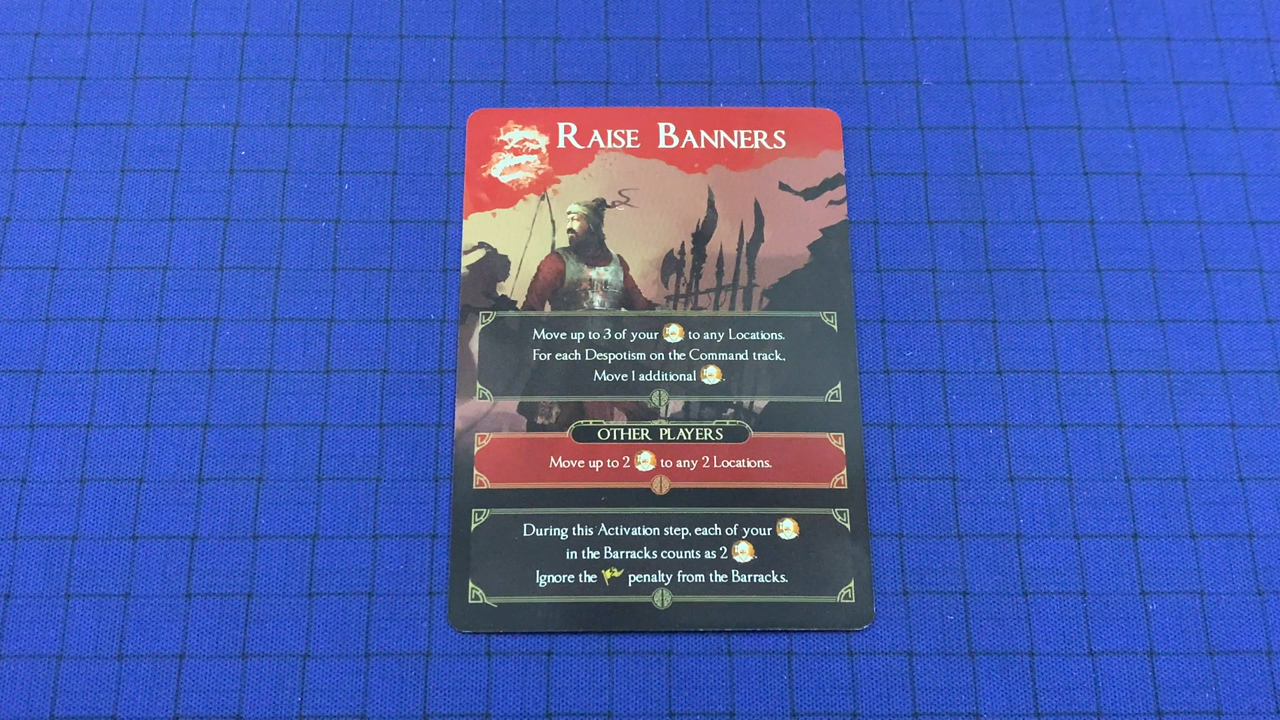 RAISE BANNERS
Move up to 3 of your to any Locations.
For each Despotism on the Command track,
Move 1 additional .
OTHER PLAYERS
Move up to 2 to any 2 Locations.
During this Activation step, each of your
in the Barracks counts as 2 .
Ignore the penalty from the Barracks.